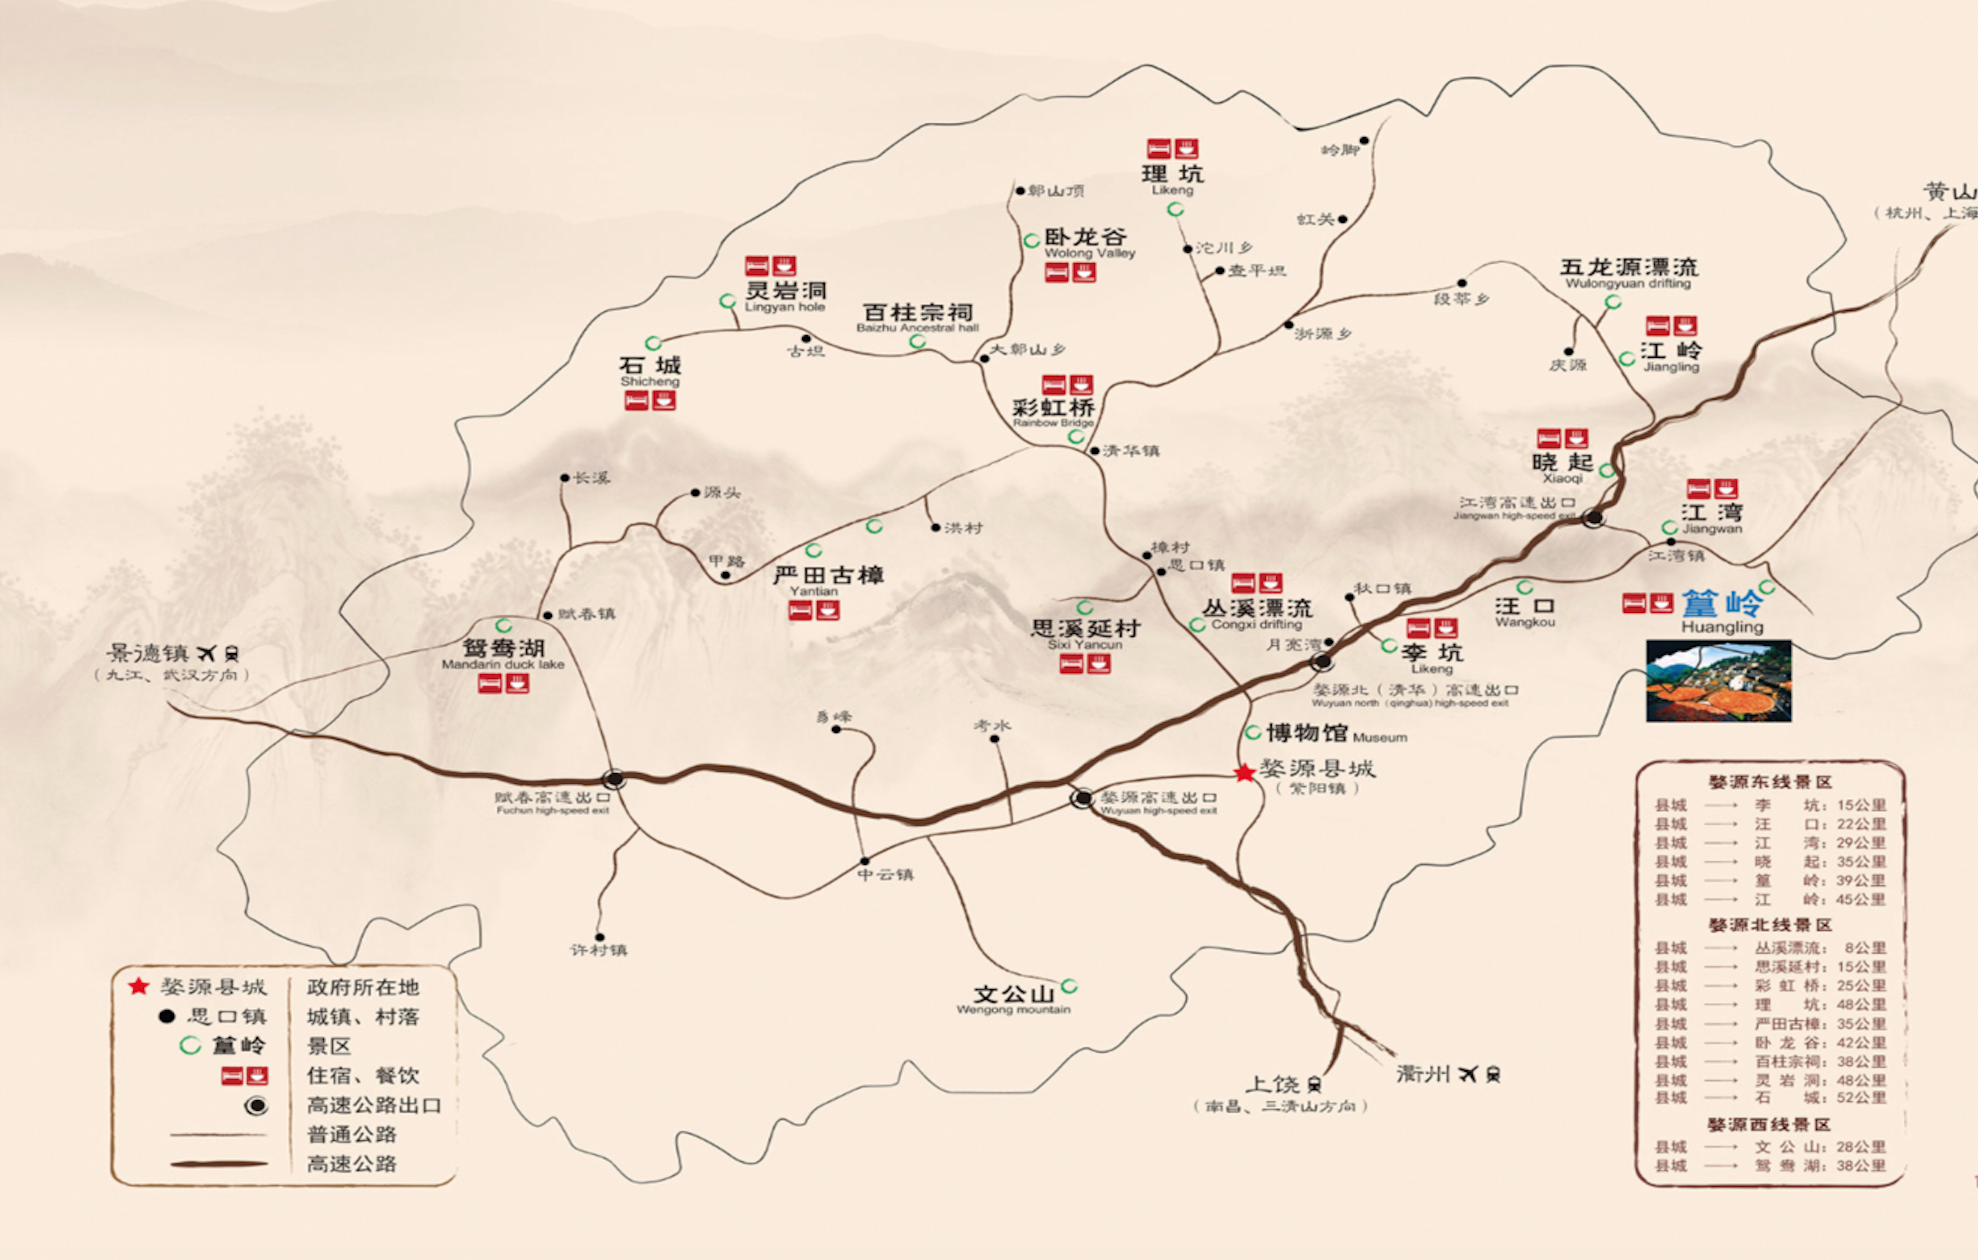 岭脚
理坑
Likeng
鄣山顶
黄山
(杭州、上海
虹关
卧龙谷
Wolong Valley
沱川乡
查平坦
五龙源漂流
Wulongyuan drifting
灵岩洞
Lingyan hole
段莘乡
百柱宗祠
Baizhu Ancestral hall
浙源乡
古坦
大鄣山乡
庆源
江岭
Jiangling
石城
Shicheng
彩虹桥
Rainbow Bridge
清华镇
晓起
Xiaoqi
长溪
源头
江湾高速出口
Jiangwan high-speed exit
江湾
Jiangwan
洪村
樟村
思口镇
江湾镇
甲路
严田古樟
Yantian
秋口镇
丛溪漂流
Congxi drifting
汪口
Wangkou
篁岭
Huangling
赋春镇
思溪延村
Sixi Yancun
月亮湾
李坑
Likeng
景德镇
(九江、武汉方向)
鸳鸯湖
Mandarin duck lake
婺源北(清华)高速出口
Wuyuan north (qinghua) high-speed exit
考水
博物馆 Museum
婺源县城
(紫阳镇)
赋春高速出口
Fuchun high-speed exit
婺源高速出口
Wuyuan high-speed exit
中云镇
许村镇
文公山
Wengong mountain
上饶
(南昌、三清山方向)
衢州
婺源县城 政府所在地
思口镇 城镇、村落
篁岭 景区
住宿、餐饮
高速公路出口
普通公路
高速公路
婺源东线景区
县城 → 李坑:15公里
县城 → 汪口:22公里
县城 → 江湾:29公里
县城 → 晓起:35公里
县城 → 篁岭:39公里
县城 → 江岭:45公里
婺源北线景区
县城 → 丛溪漂流:8公里
县城 → 思溪延村:15公里
县城 → 彩虹桥:25公里
县城 → 理坑:48公里
县城 → 严田古樟:35公里
县城 → 卧龙谷:42公里
县城 → 百柱宗祠:38公里
县城 → 灵岩洞:48公里
县城 → 石城:52公里
婺源西线景区
县城 → 文公山:28公里
县城 → 鸳鸯湖:38公里